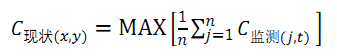 C现状(x,y) = MAX[1/n ∑ⁿⱼ₌₁ C监测(j,t)]